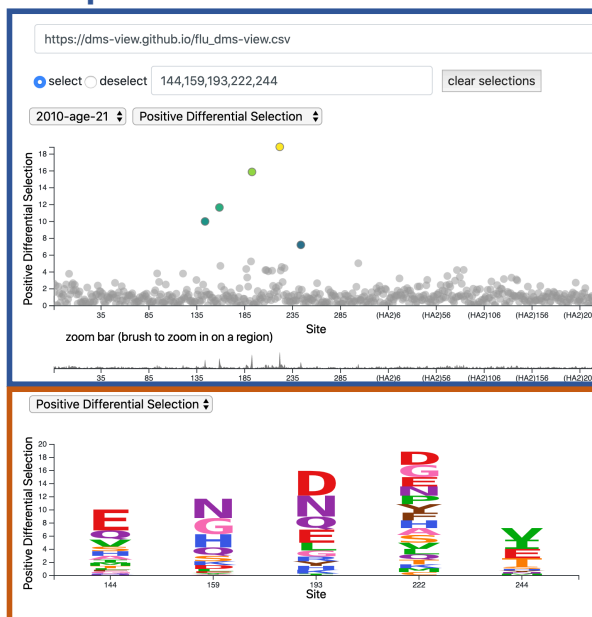 https://dms-view.github.io/flu_dms-view.csv
select deselect 144,159,193,222,244 clear selections
2010-age-21 Positive Differential Selection
Positive Differential Selection
18
16
14
12
10
8
6
4
2
0
35 85 135 185 235 285 (HA2)6 (HA2)56 (HA2)106 (HA2)156 (HA2)20
Site
zoom bar (brush to zoom in on a region)
35 85 135 185 235 285 (HA2)6 (HA2)56 (HA2)106 (HA2)156 (HA2)20
Positive Differential Selection
Positive Differential Selection
20
18
16
14
12
10
8
6
4
2
0
E Q
N G H Q
D N Q E
D G E N P Y F H
Y E T
144 159 193 222 244
Site